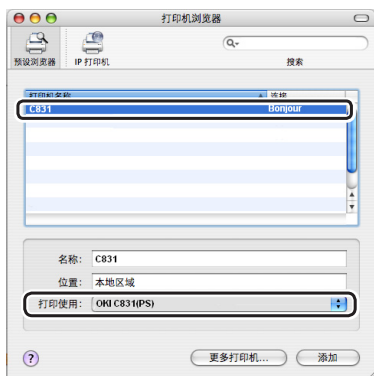 打印机浏览器
预设浏览器 IP 打印机 搜索
打印机名称 连接
C831 Bonjour
名称: C831
位置: 本地区域
打印使用: OKI C831(PS)
? 更多打印机... 添加